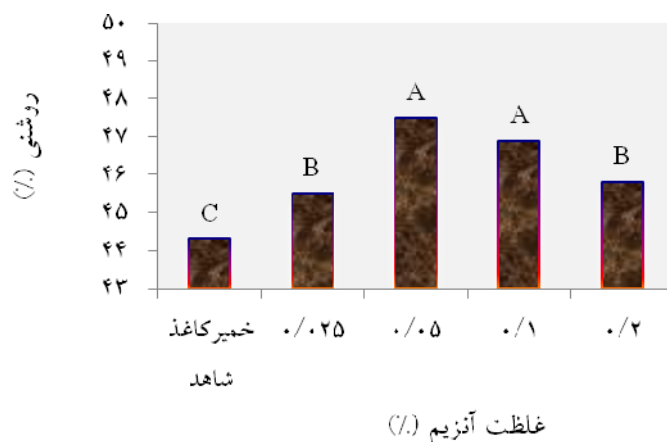 روشنی (٪)
۵۰
۴۹
۴۸
۴۷
۴۶
۴۵
۴۴
۴۳
C
B
A
A
B
خمیرکاغذ شاهد
۰/۰۲۵
۰/۰۵
۰/۱
۰/۲
غلظت آنزیم (٪)